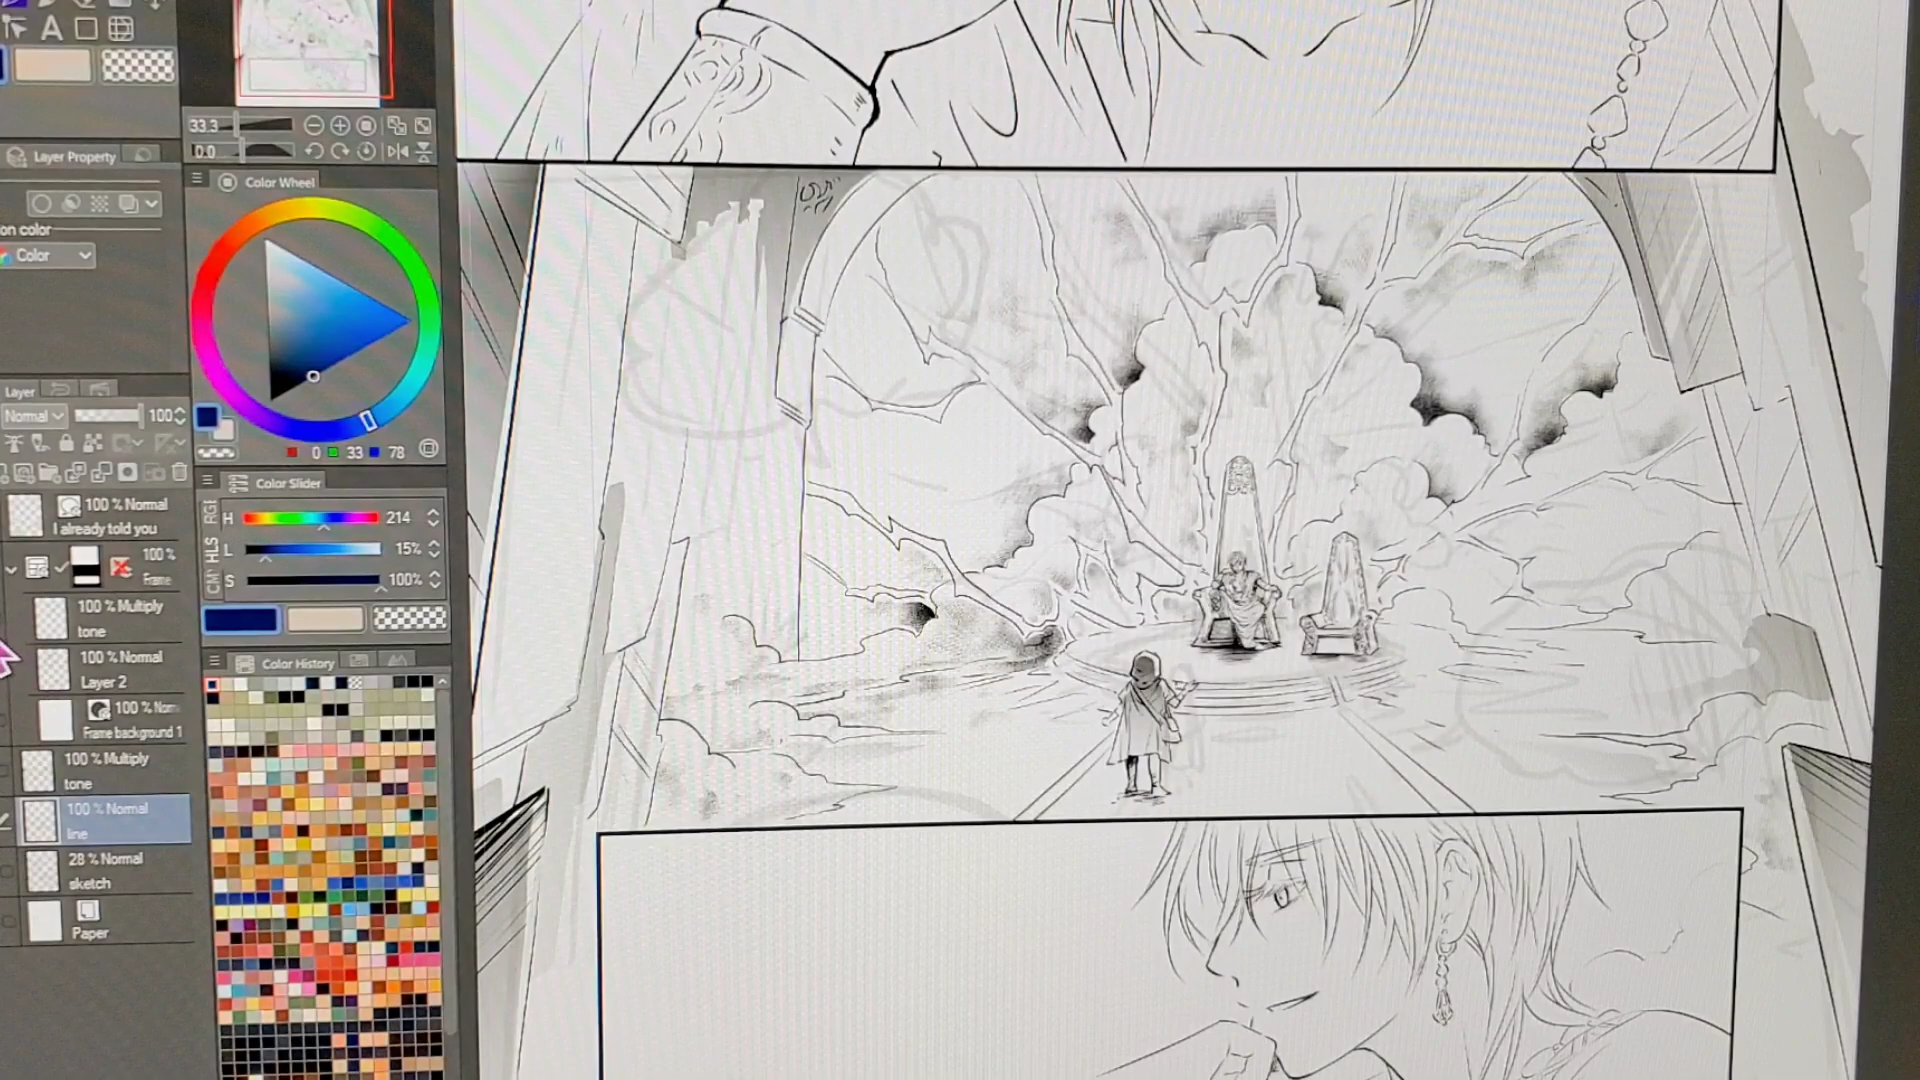 A
33.3
0.0
Layer Property
on color
Color
Color Wheel
0 33 78
Layer
Normal 100
Color Slider
RGB
HLS
CM
H 214
L 15%
S 100%
100 % Normal
I already told you
100 %
Frame
100 % Multiply
tone
100 % Normal
Layer 2
100 % Norm
Frame background 1
100 % Multiply
tone
100 % Normal
line
28 % Normal
sketch
Paper
Color History